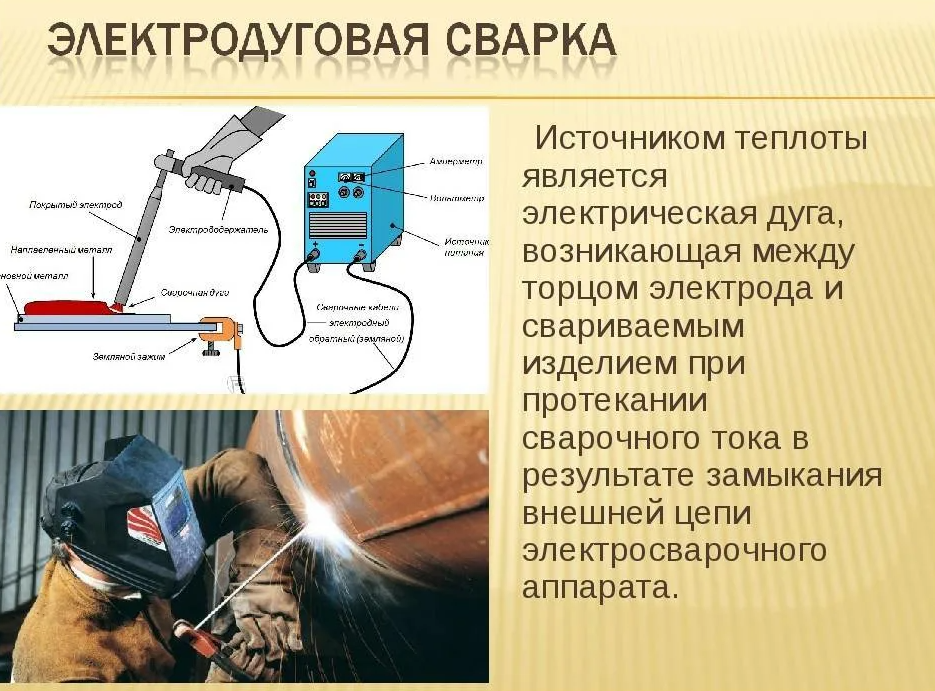 ЭЛЕКТРОДУГОВАЯ СВАРКА
Амперметр
Вольтметр
Источник
питания
Покрытый электрод
Электрододержатель
Наплавленный металл
новной металл
Сварочная дуга
Сварочные кабели
электродный
обратный (земляной)
Земляной зажим
Источником теплоты
является
электрическая дуга,
возникающая между
торцом электрода и
свариваемым
изделием при
протекании
сварочного тока в
результате замыкания
внешней цепи
электросварочного
аппарата.